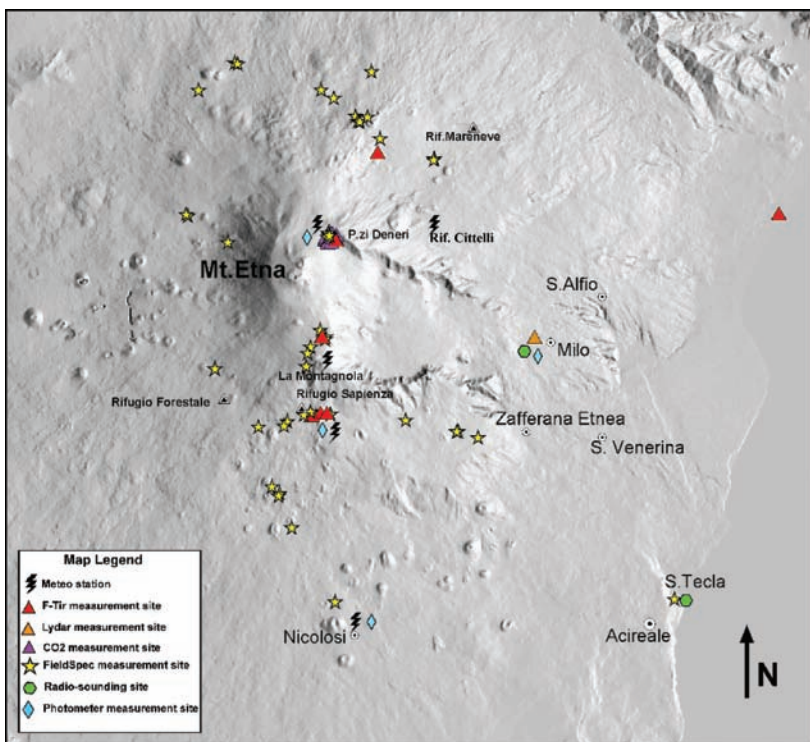 Rif.Mareneve
P.zi Deneri
Rif. Cittelli
Mt.Etna
S.Alfio
Milo
La Montagnola
Rifugio Sapienza
Rifugio Forestale
Zafferana Etnea
S. Venerina
S.Tecla
Nicolosi
Acireale
N
Map Legend
Meteo station
F-Tir measurement site
Lydar measurement site
CO2 measurement site
FieldSpec measurement site
Radio-sounding site
Photometer measurement site